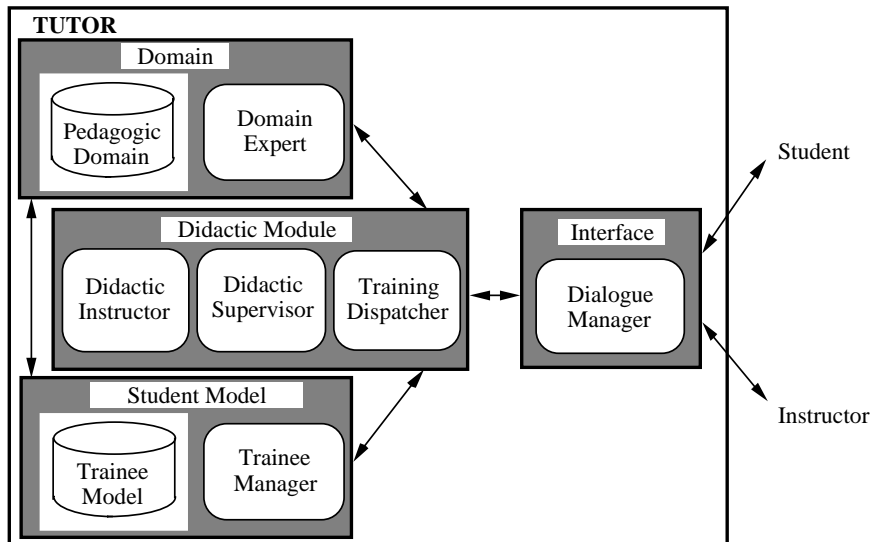 TUTOR
Domain
Pedagogic
Domain
Domain
Expert
Student
Didactic Module
Interface
Didactic
Instructor
Didactic
Supervisor
Training
Dispatcher
Dialogue
Manager
Student Model
Instructor
Trainee
Model
Trainee
Manager